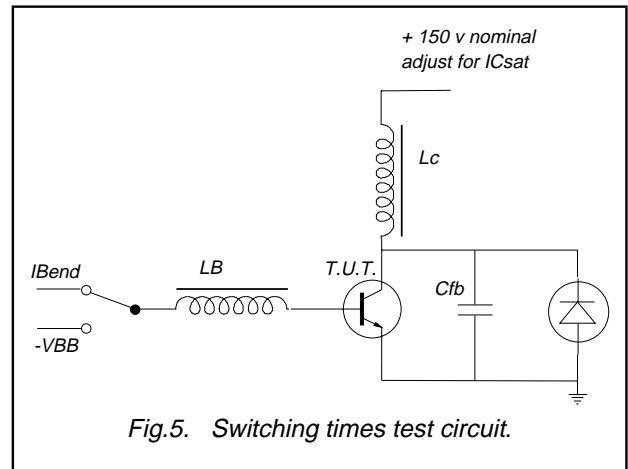 + 150 v nominal
adjust for ICsat
Lc
IBend
LB
T.U.T.
Cfb
-VBB
Fig.5. Switching times test circuit.